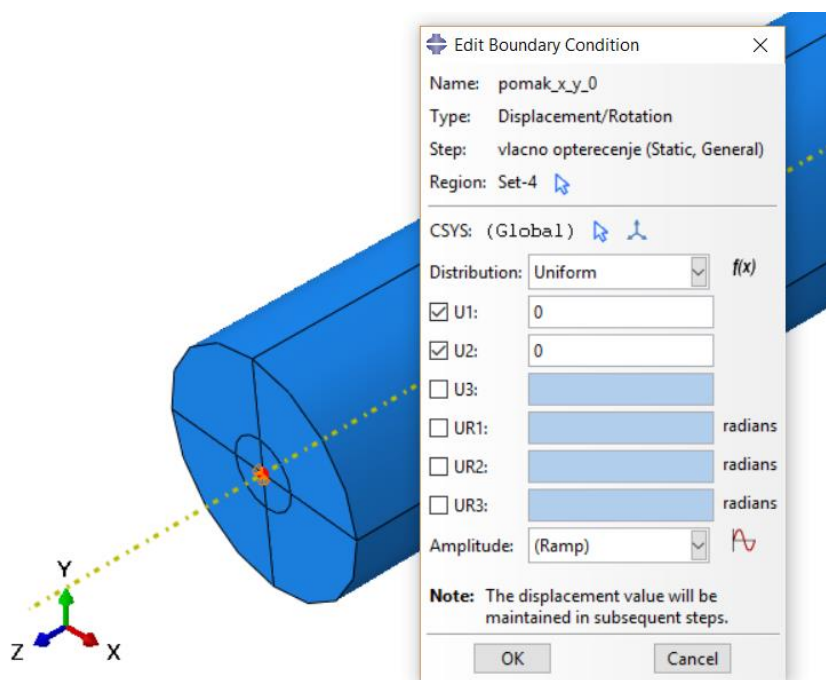 Edit Boundary Condition
Name: pomak_x_y_0
Type: Displacement/Rotation
Step: vlacno opterecenje (Static, General)
Region: Set-4
CSYS: (Global)
Distribution: Uniform f(x)
U1: 0
U2: 0
U3:
UR1: radians
UR2: radians
UR3: radians
Amplitude: (Ramp)
Note: The displacement value will be
maintained in subsequent steps.
OK Cancel
Y
Z X